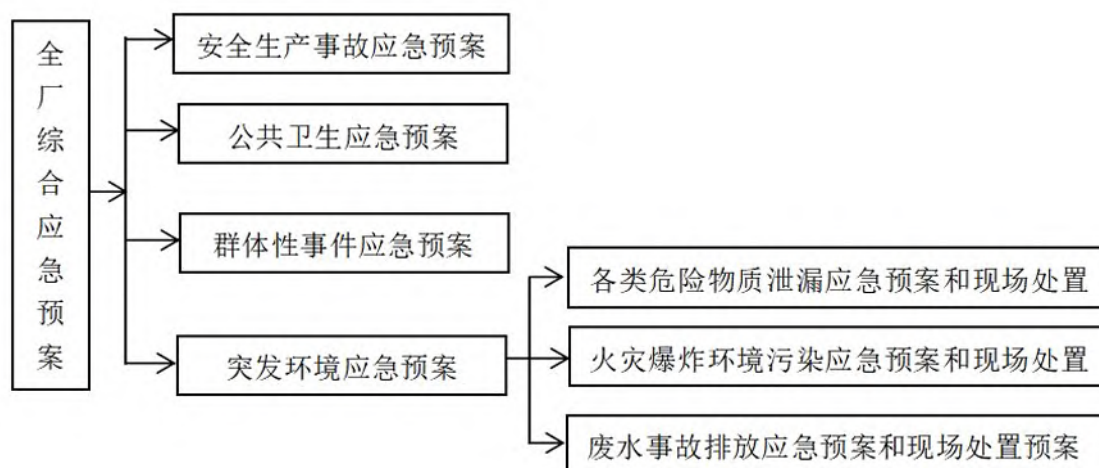 全厂综合应急预案
安全生产事故应急预案
公共卫生应急预案
群体性事件应急预案
突发环境应急预案
各类危险物质泄漏应急预案和现场处置
火灾爆炸环境污染应急预案和现场处置
废水事故排放应急预案和现场处置预案